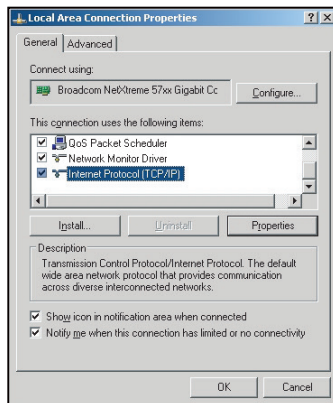 Local Area Connection Properties
General
Advanced
Connect using:
Broadcom NetXtreme 57xx Gigabit Cc
Configure...
This connection uses the following items:
QoS Packet Scheduler
Network Monitor Driver
Internet Protocol (TCP/IP)
Install...
Uninstall
Properties
Description
Transmission Control Protocol/Internet Protocol. The default
wide area network protocol that provides communication
across diverse interconnected networks.
Show icon in notification area when connected
Notify me when this connection has limited or no connectivity
OK
Cancel